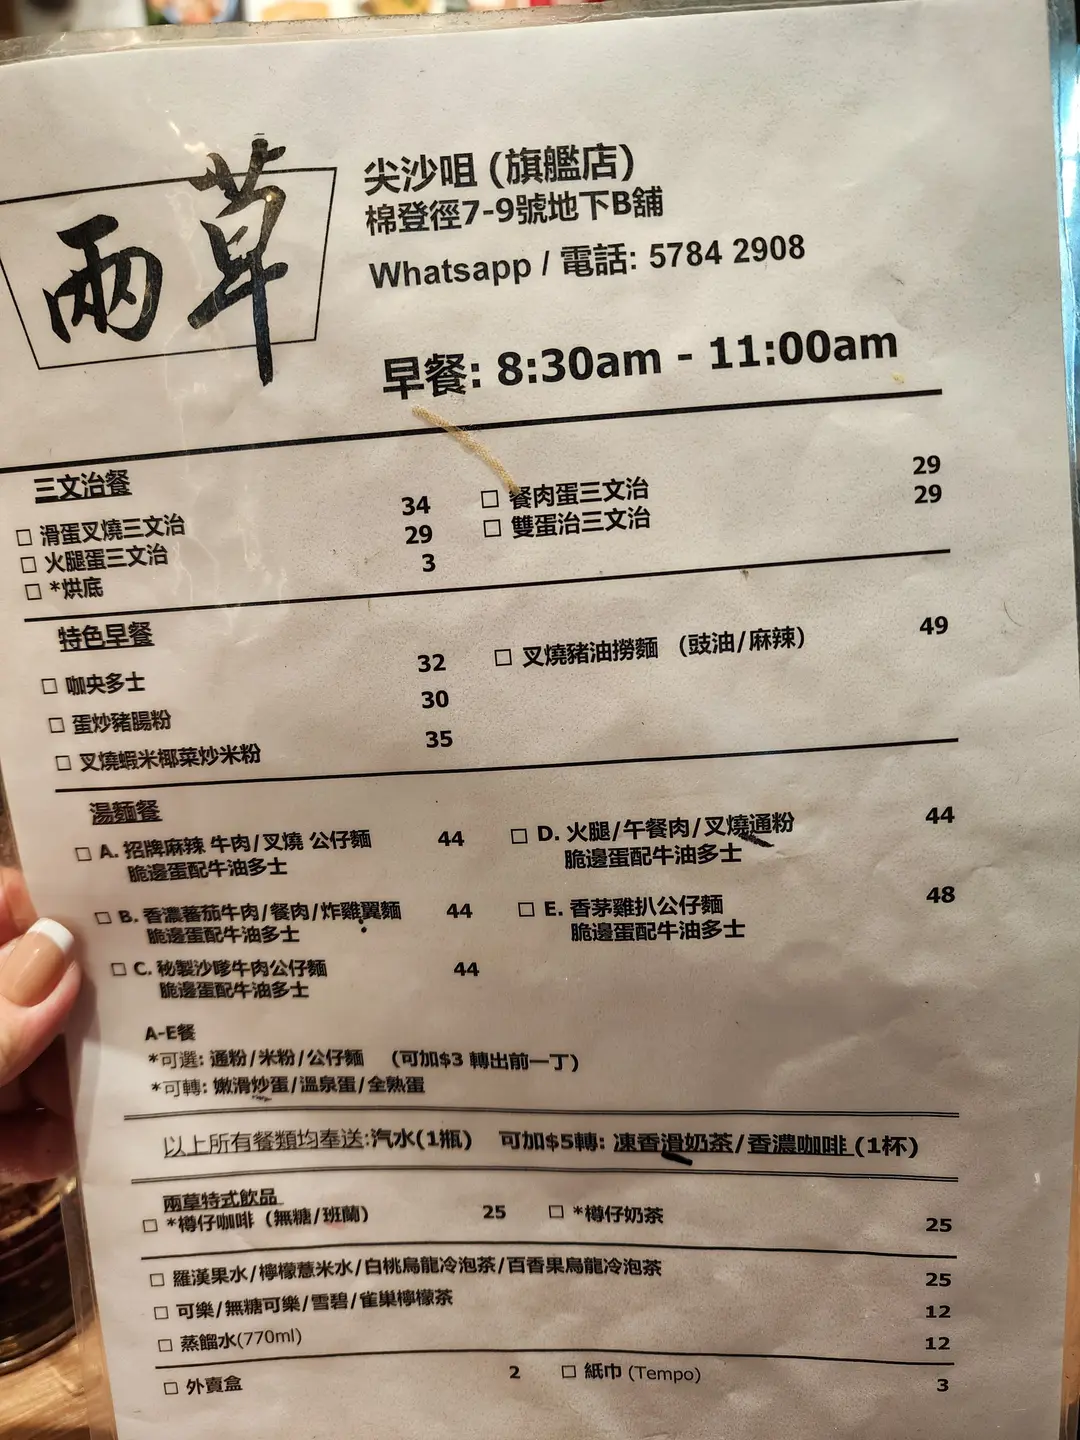 兩草
尖沙咀 (旗艦店)
棉登徑7-9號地下B舖
Whatsapp / 電話: 5784 2908
早餐: 8:30am - 11:00am
三文治餐
□ 滑蛋叉燒三文治 34 □ 餐肉蛋三文治 29
□ 火腿蛋三文治 29 □ 雙蛋治三文治 29
□ *烘底 3
特色早餐
□ 咖央多士 32 □ 叉燒豬油撈麵 （豉油/麻辣） 49
□ 蛋炒豬腸粉 30
□ 叉燒蝦米椰菜炒米粉 35
湯麵餐
□ A. 招牌麻辣 牛肉/叉燒 公仔麵 44
脆邊蛋配牛油多士
□ D. 火腿/午餐肉/叉燒通粉 44
脆邊蛋配牛油多士
□ B. 香濃蕃茄牛肉/餐肉/炸雞翼麵 44
脆邊蛋配牛油多士
□ E. 香茅雞扒公仔麵 48
脆邊蛋配牛油多士
□ C. 秘製沙嗲牛肉公仔麵 44
脆邊蛋配牛油多士
A-E餐
*可選: 通粉/米粉/公仔麵 （可加$3 轉出前一丁）
*可轉: 嫩滑炒蛋/溫泉蛋/全熟蛋
以上所有餐類均奉送:汽水(1瓶) 可加$5轉: 凍香滑奶茶/香濃咖啡 (1杯)
兩草特式飲品
□ *樽仔咖啡（無糖/班蘭） 25 □ *樽仔奶茶 25
□ 羅漢果水/檸檬薏米水/白桃烏龍冷泡茶/百香果烏龍冷泡茶 25
□ 可樂/無糖可樂/雪碧/雀巢檸檬茶 12
□ 蒸餾水(770ml) 12
□ 外賣盒 2 □ 紙巾 (Tempo) 3